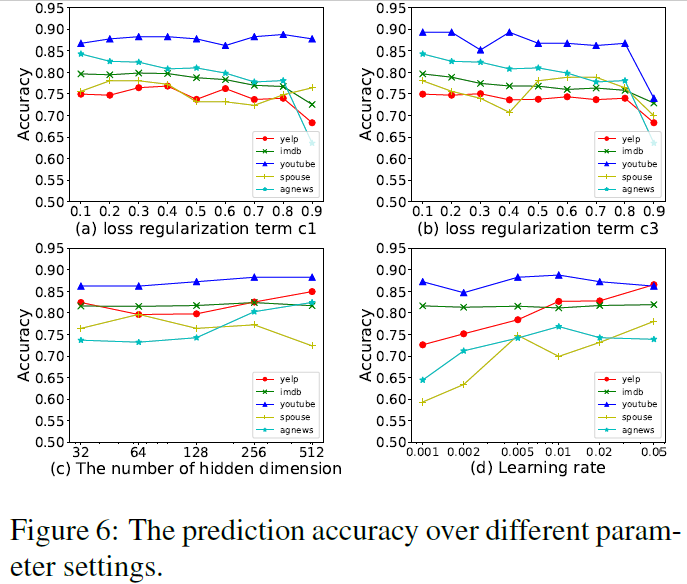 0.95
0.90
0.85
0.80
0.75
0.70
0.65
0.60
0.55
0.50
Accuracy
yelp
imdb
youtube
spouse
agnews
0.1 0.2 0.3 0.4 0.5 0.6 0.7 0.8 0.9
(a) loss regularization term c1
0.95
0.90
0.85
0.80
0.75
0.70
0.65
0.60
0.55
0.50
Accuracy
yelp
imdb
youtube
spouse
agnews
0.1 0.2 0.3 0.4 0.5 0.6 0.7 0.8 0.9
(b) loss regularization term c3
0.95
0.90
0.85
0.80
0.75
0.70
0.65
0.60
0.55
0.50
Accuracy
yelp
imdb
youtube
spouse
agnews
32 64 128 256 512
(c) The number of hidden dimension
0.95
0.90
0.85
0.80
0.75
0.70
0.65
0.60
0.55
0.50
Accuracy
yelp
imdb
youtube
spouse
agnews
0.001 0.002 0.005 0.01 0.02 0.05
(d) Learning rate
Figure 6: The prediction accuracy over different param-
eter settings.